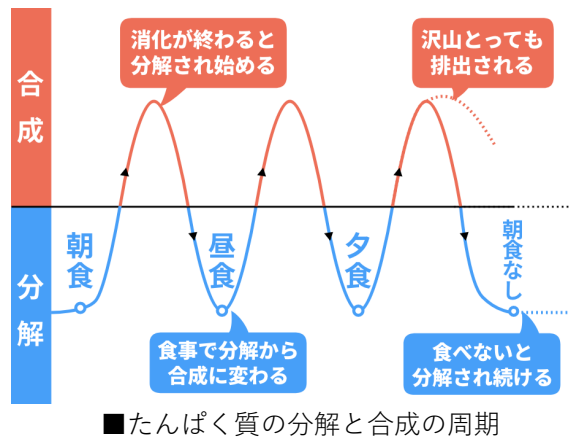 消化が終わると
分解され始める
沢山とっても
排出される
合成
分解
朝食
昼食
夕食
朝食なし
食事で分解から
合成に変わる
食べないと
分解され続ける
■たんぱく質の分解と合成の周期